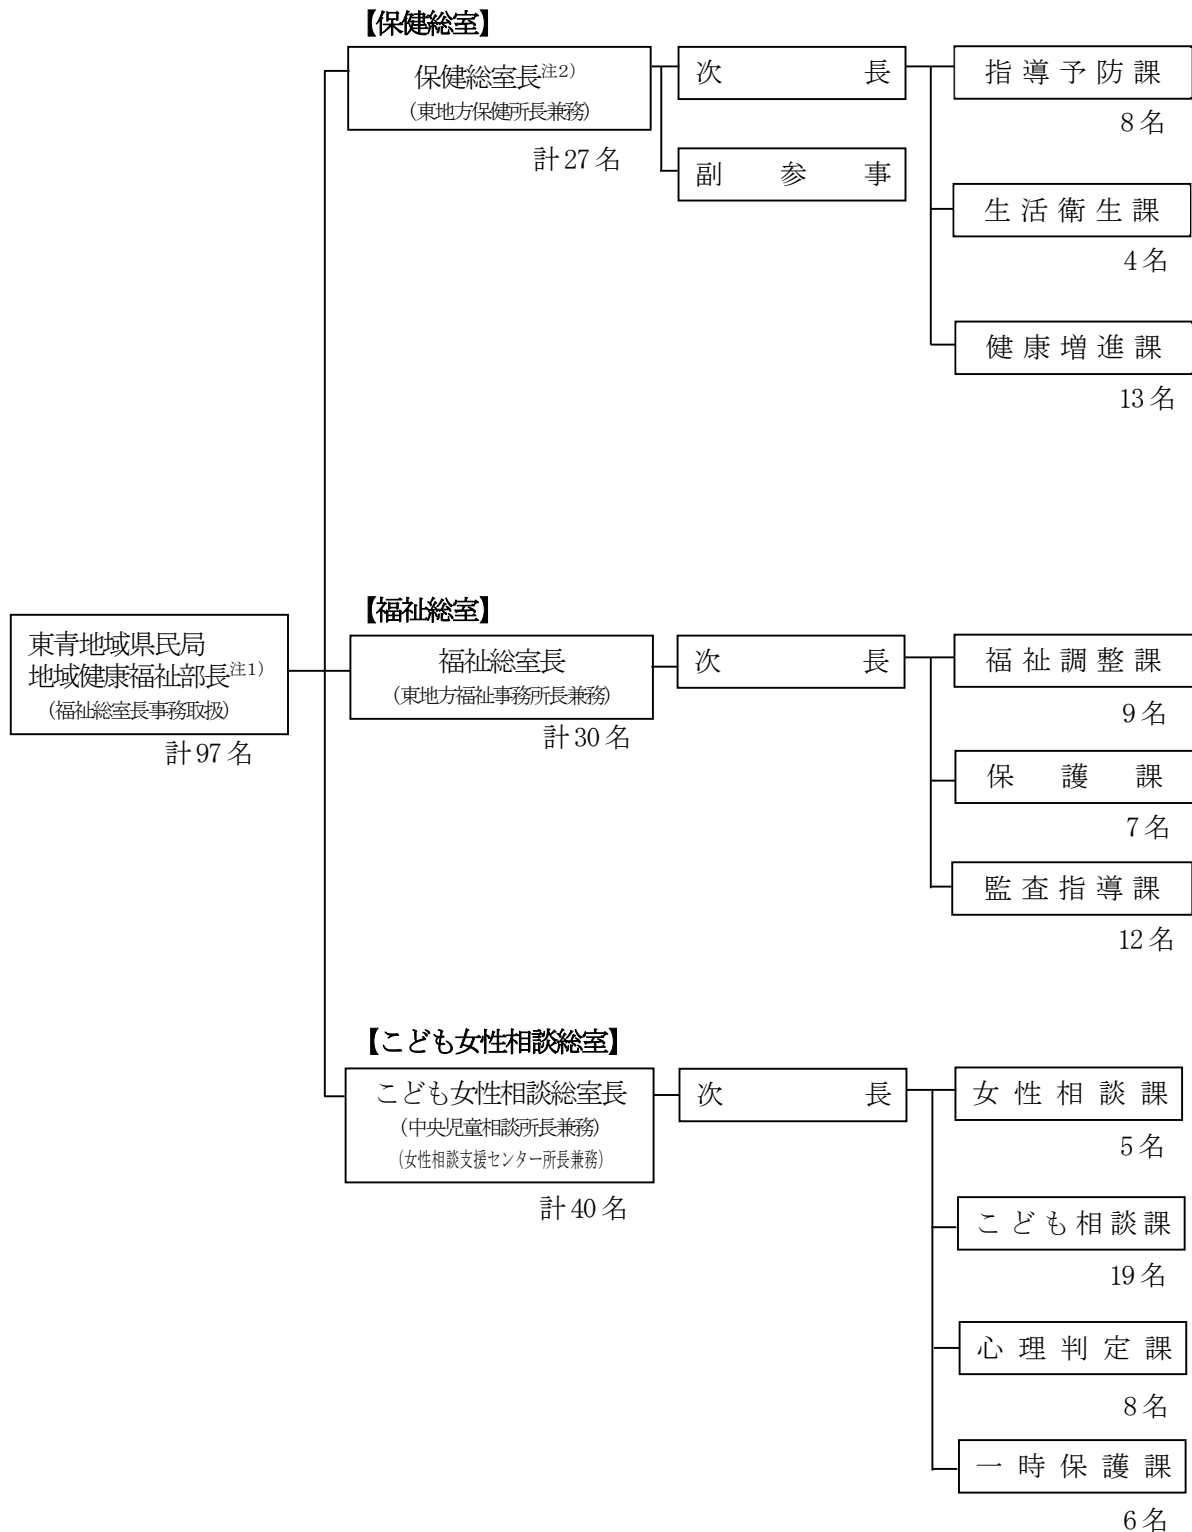 【保健総室】
保健総室長注2)
（東地方保健所長兼務）
計27名
次長
副参事
指導予防課
8名
生活衛生課
4名
健康増進課
13名
東青地域県民局
地域健康福祉部長注1)
（福祉総室長事務取扱）
計97名
【福祉総室】
福祉総室長
（東地方福祉事務所長兼務）
計30名
次長
福祉調整課
9名
保護課
7名
監査指導課
12名
【こども女性相談総室】
こども女性相談総室長
（中央児童相談所長兼務）
（女性相談支援センター所長兼務）
計40名
次長
女性相談課
5名
こども相談課
19名
心理判定課
8名
一時保護課
6名